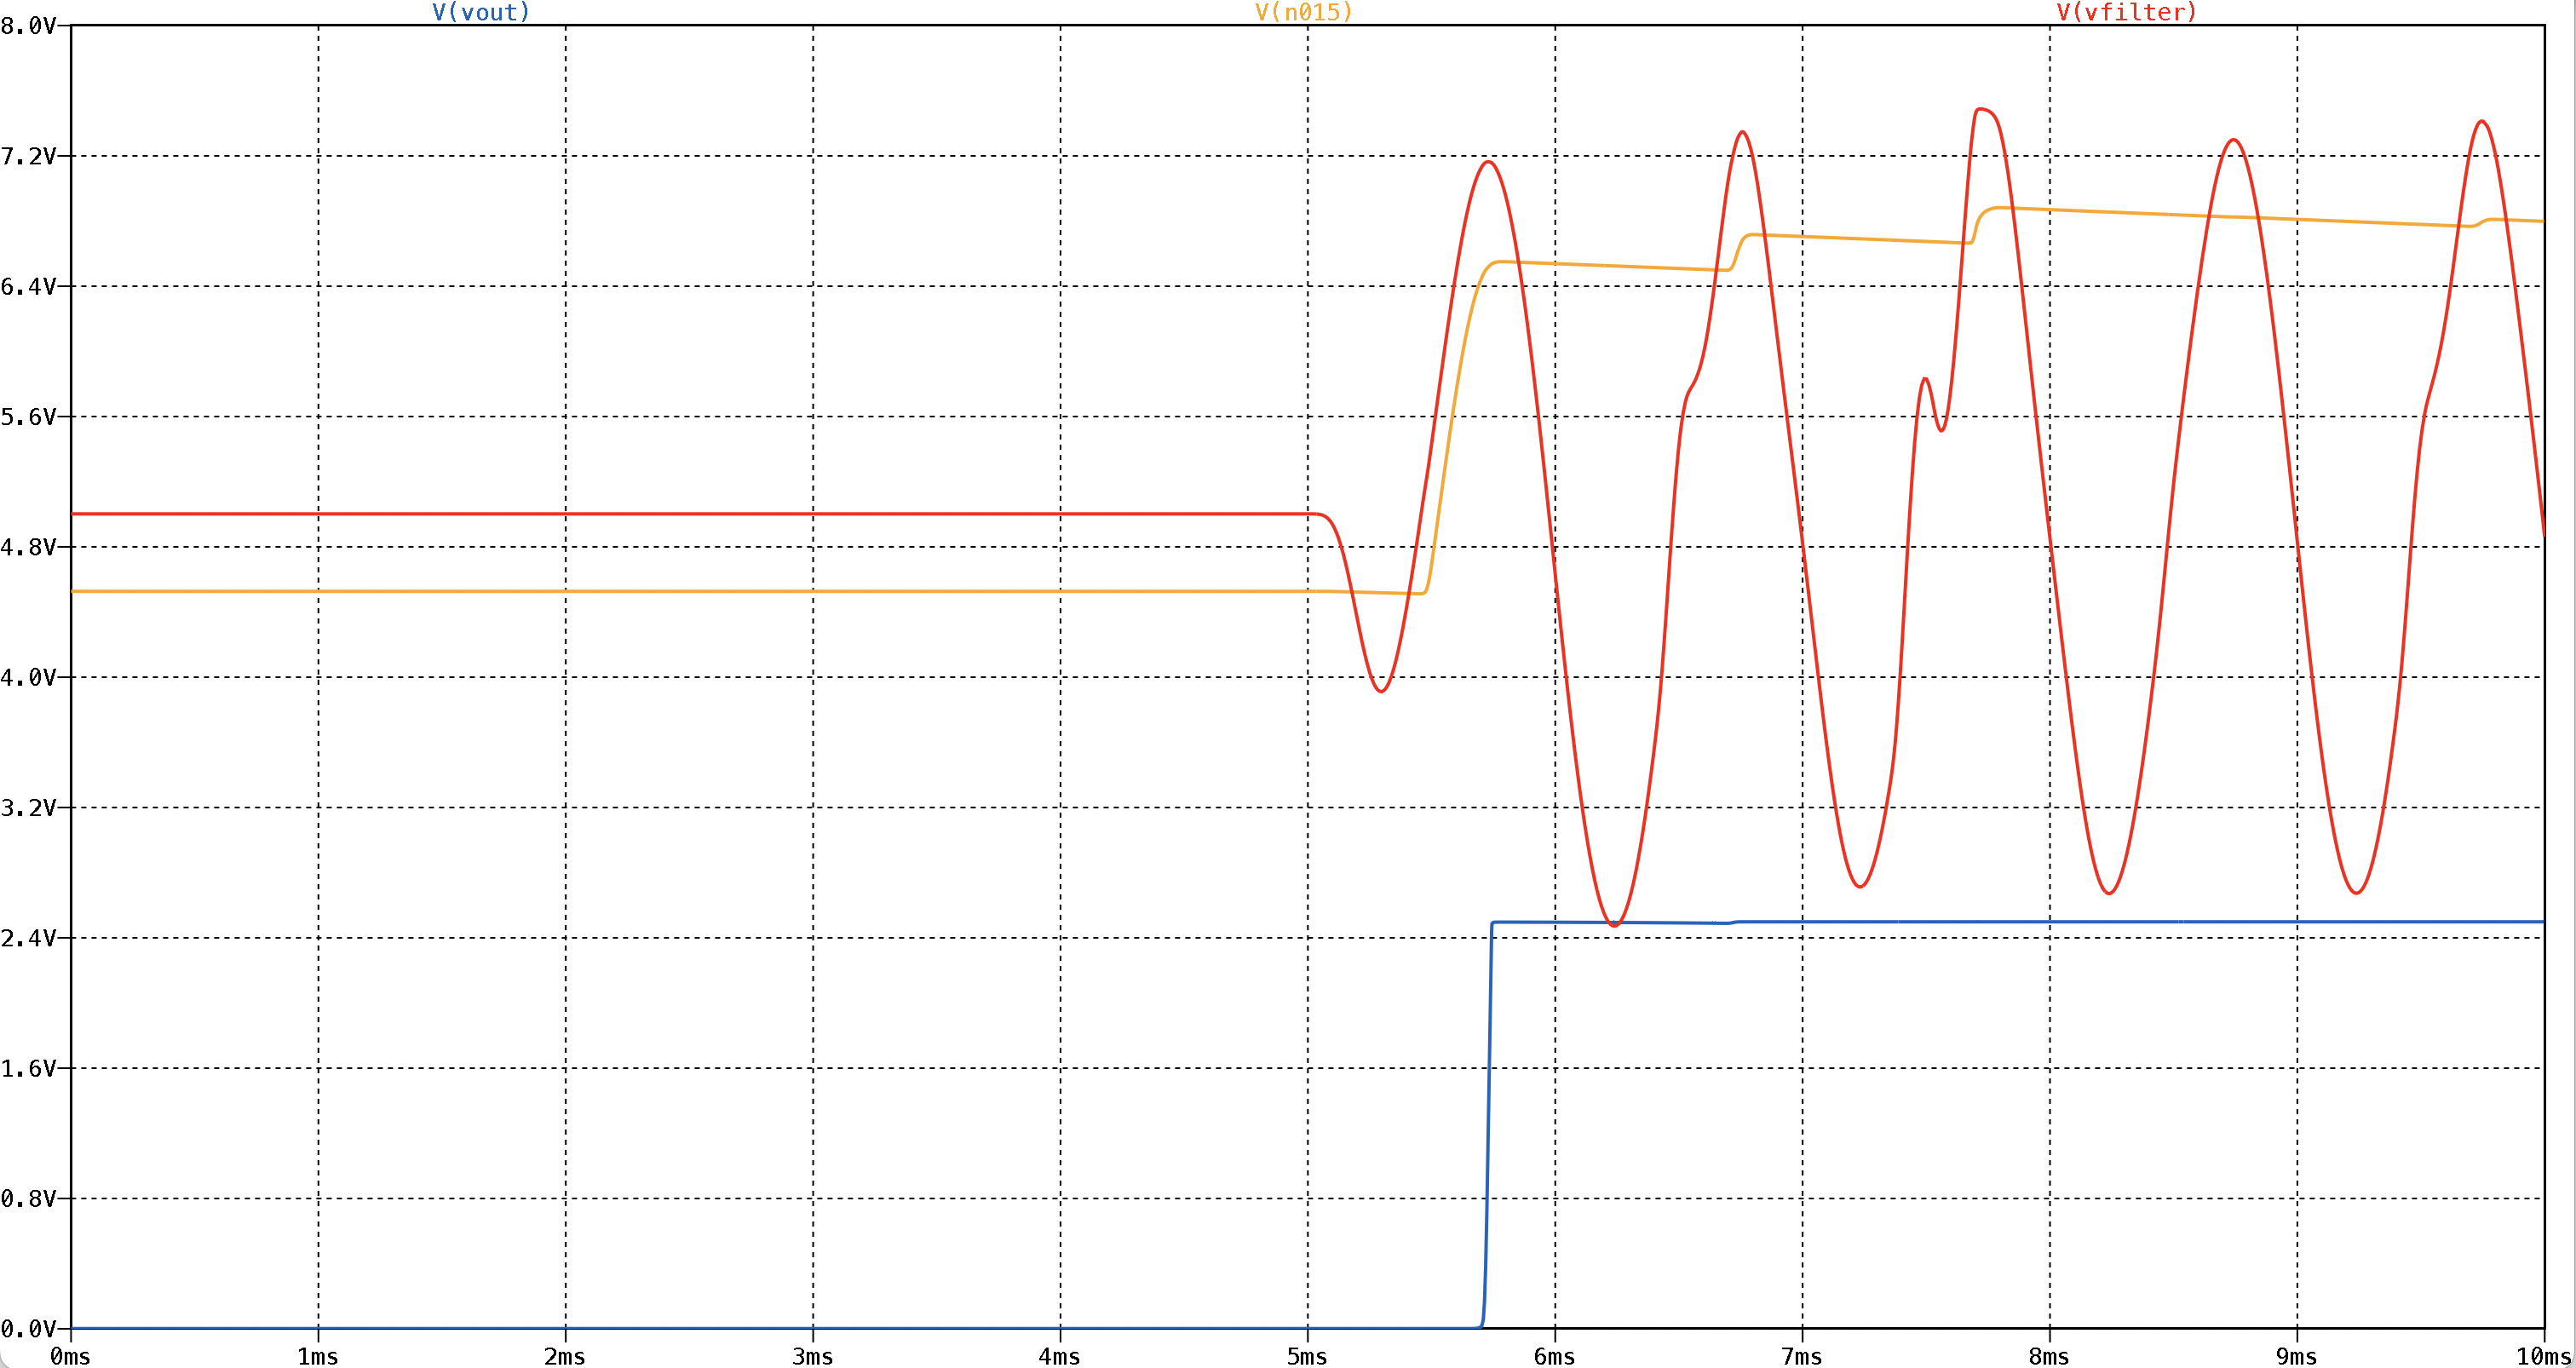 V(vout) V(n015) V(vfilter)
8.0V
7.2V
6.4V
5.6V
4.8V
4.0V
3.2V
2.4V
1.6V
0.8V
0.0V
0ms 1ms 2ms 3ms 4ms 5ms 6ms 7ms 8ms 9ms 10ms